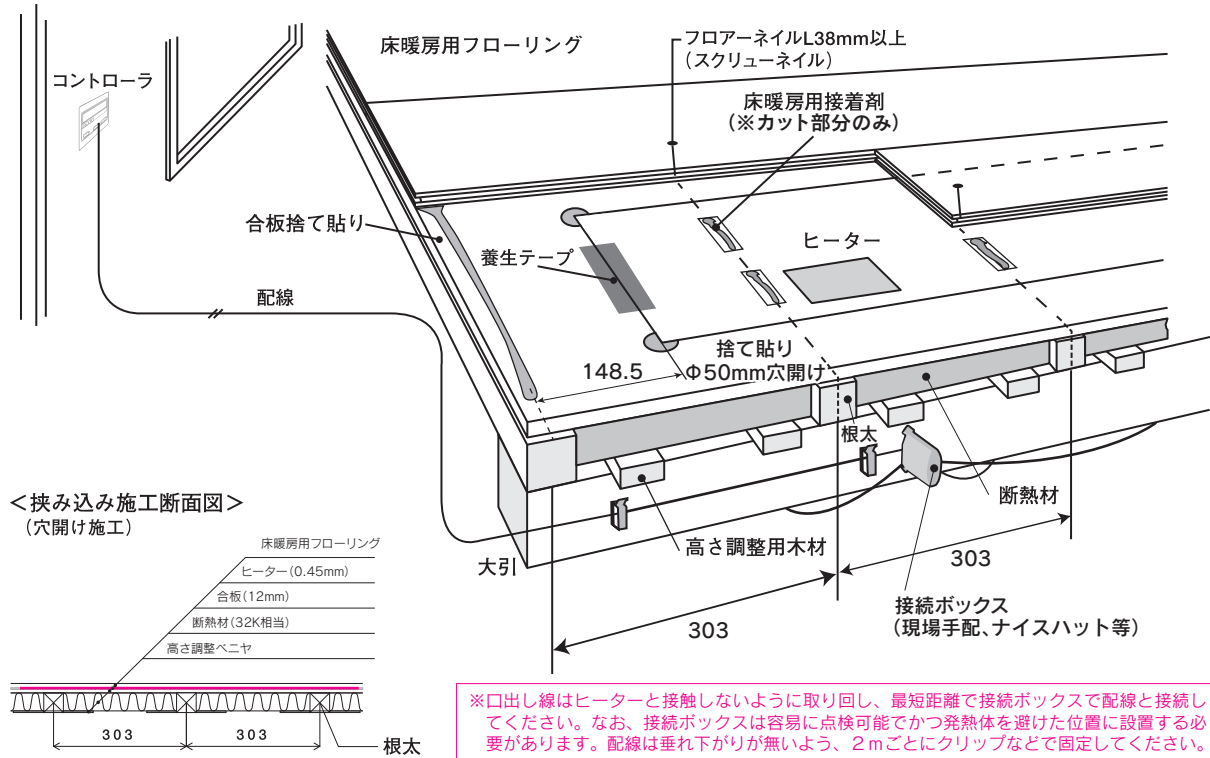 床暖房用フローリング
フロアーネイルL38mm以上
（スクリューネイル）
コントローラ
床暖房用接着剤
（※カット部分のみ）
合板捨て貼り
養生テープ
ヒーター
配線
捨て貼り
Φ50mm穴開け
148.5
根太
断熱材
高さ調整用木材
大引
303
303
接続ボックス
（現場手配、ナイスハット等）
＜挟み込み施工断面図＞
（穴開け施工）
床暖房用フローリング
ヒーター（0.45mm）
合板（12mm）
断熱材（32K相当）
高さ調整ベニヤ
303
303
根太
※口出し線はヒーターと接触しないように取り回し、最短距離で接続ボックスで配線と接続し
てください。なお、接続ボックスは容易に点検可能でかつ発熱体を避けた位置に設置する必
要があります。配線は垂れ下がりが無いよう、２ｍごとにクリップなどで固定してください。